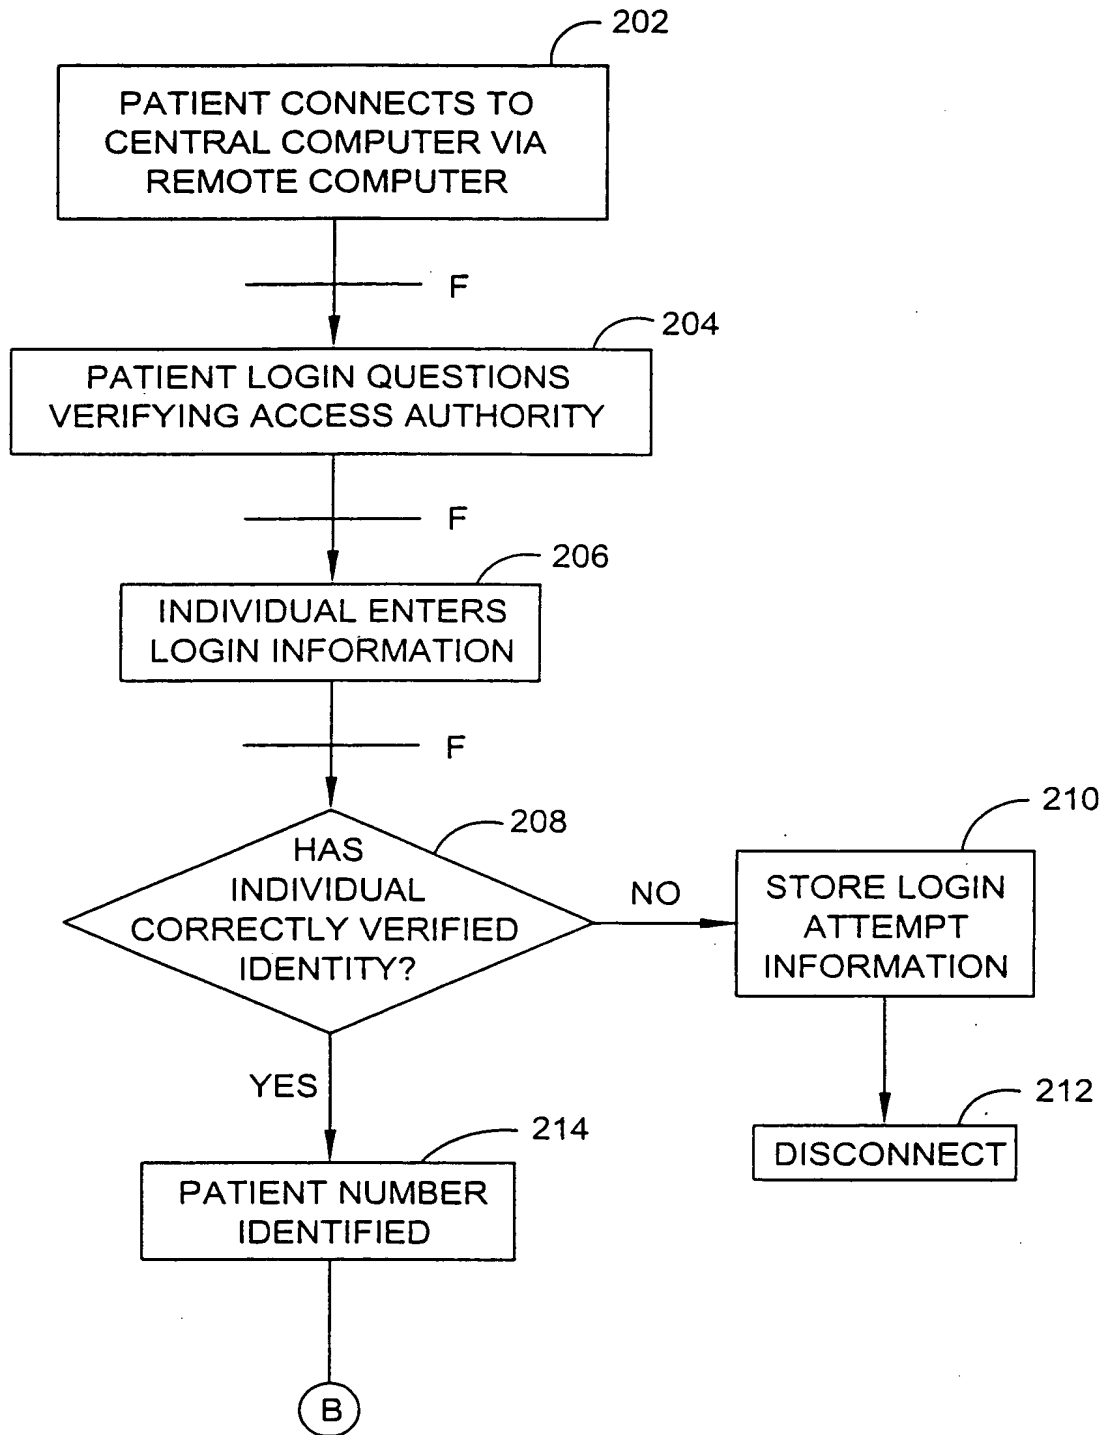 202
PATIENT CONNECTS TO
CENTRAL COMPUTER VIA
REMOTE COMPUTER
F
204
PATIENT LOGIN QUESTIONS
VERIFYING ACCESS AUTHORITY
F
206
INDIVIDUAL ENTERS
LOGIN INFORMATION
F
208
HAS
INDIVIDUAL
CORRECTLY VERIFIED
IDENTITY?
NO
210
STORE LOGIN
ATTEMPT
INFORMATION
212
DISCONNECT
YES
214
PATIENT NUMBER
IDENTIFIED
B